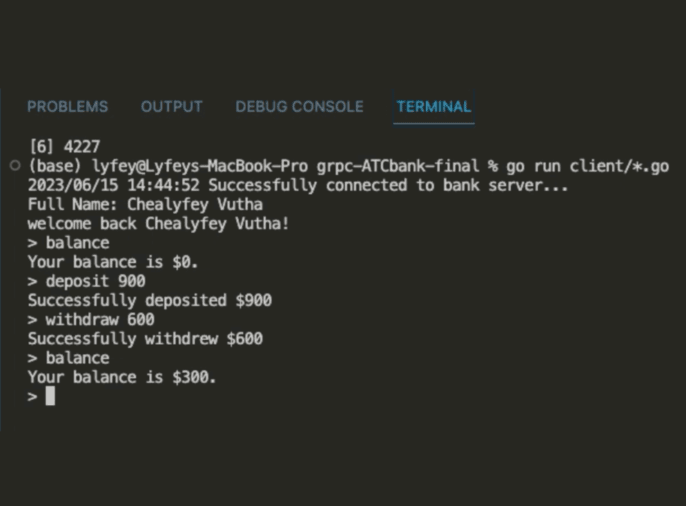 PROBLEMS OUTPUT DEBUG CONSOLE TERMINAL
[6] 4227
(base) lyfey@Lyfeys-MacBook-Pro grpc-ATCbank-final % go run client/*.go
2023/06/15 14:44:52 Successfully connected to bank server...
Full Name: Chealyfey Vutha
welcome back Chealyfey Vutha!
> balance
Your balance is $0.
> deposit 900
Successfully deposited $900
> withdraw 600
Successfully withdrew $600
> balance
Your balance is $300.
>